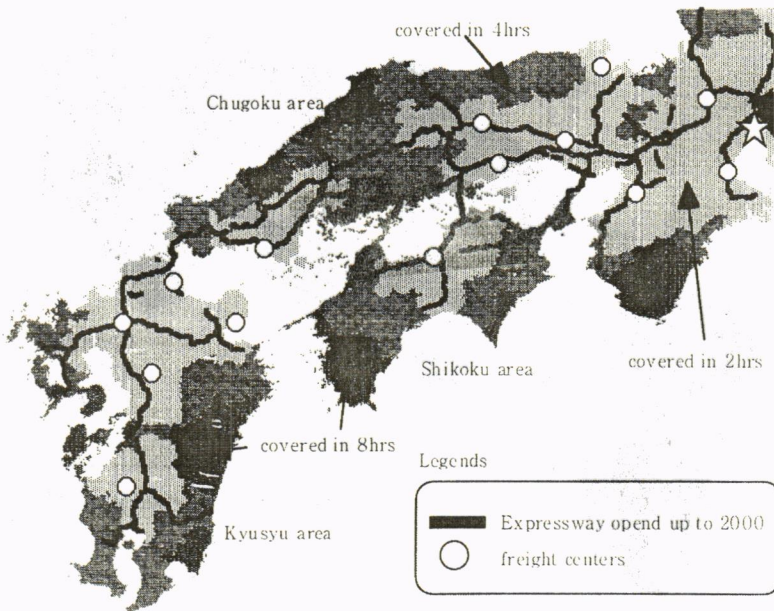 covered in 4hrs
Chugoku area
covered in 2hrs
Shikoku area
covered in 8hrs
Kyusyu area
Legends
Expressway opend up to 2000
freight centers